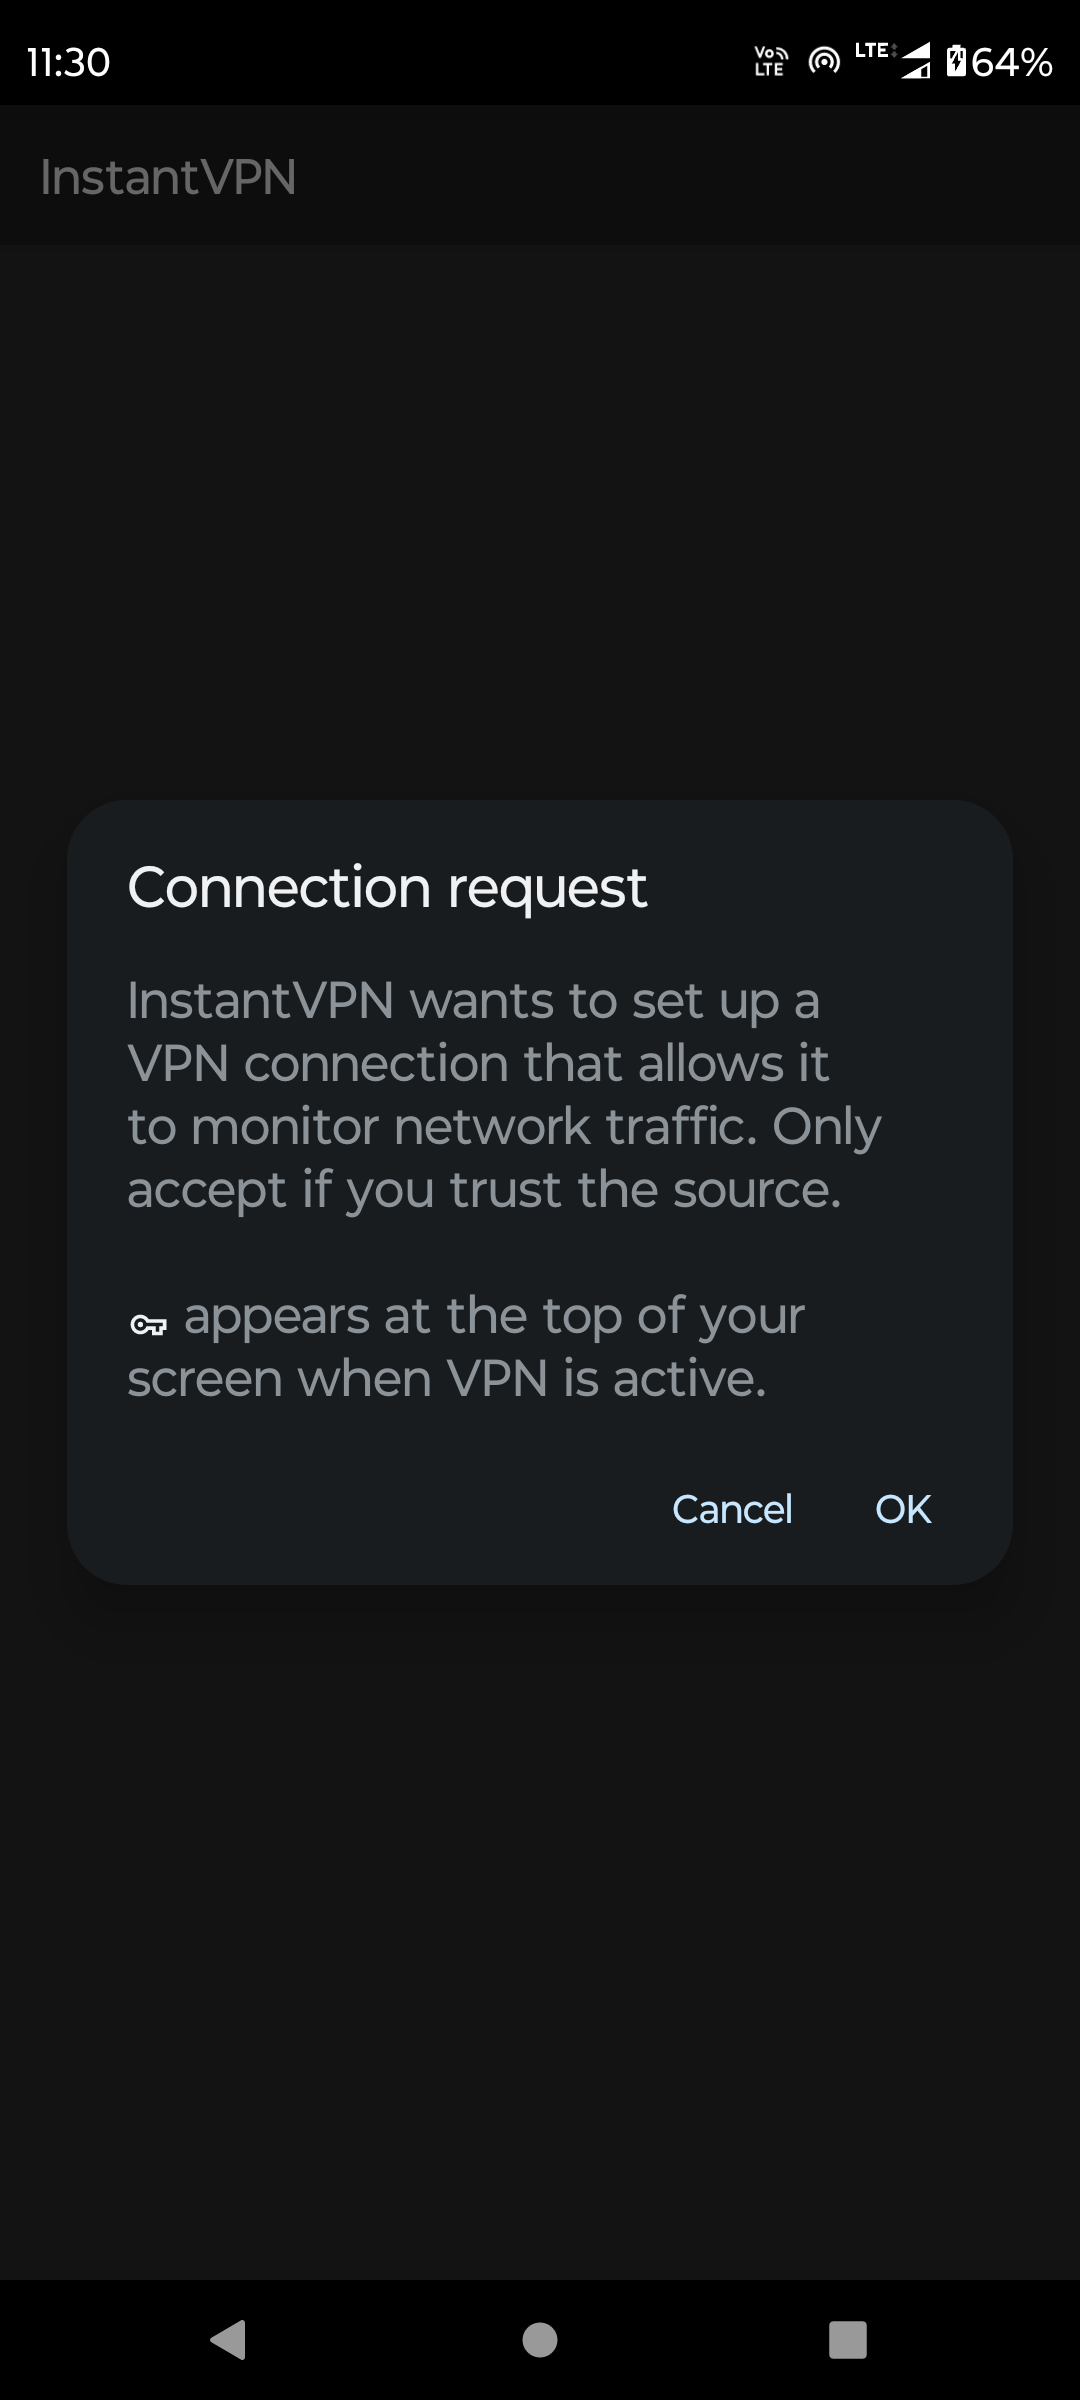 11:30
Vo LTE
LTE
64%
InstantVPN
Connection request
InstantVPN wants to set up a
VPN connection that allows it
to monitor network traffic. Only
accept if you trust the source.
appears at the top of your
screen when VPN is active.
Cancel
OK